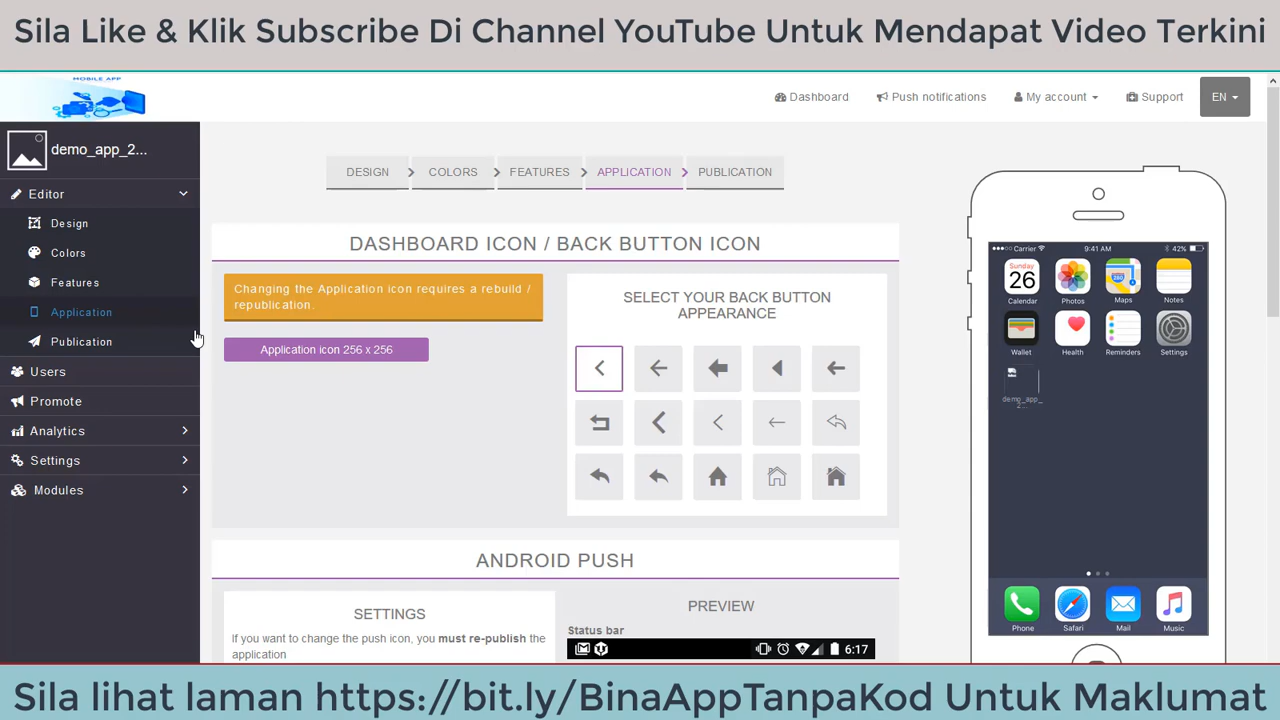 Sila Like & Klik Subscribe Di Channel YouTube Untuk Mendapat Video Terkini
MOBILE APP
Dashboard
Push notifications
My account
Support
EN
demo_app_2...
Editor
Design
Colors
Features
Application
Publication
Users
Promote
Analytics
Settings
Modules
DESIGN
COLORS
FEATURES
APPLICATION
PUBLICATION
DASHBOARD ICON / BACK BUTTON ICON
Changing the Application icon requires a rebuild /
republication.
Application icon 256 x 256
SELECT YOUR BACK BUTTON
APPEARANCE
ANDROID PUSH
SETTINGS
If you want to change the push icon, you must re-publish the
application
PREVIEW
Status bar
6:17
Carrier
9:41 AM
42%
Sunday
26
Calendar
Photos
Maps
Notes
Wallet
Health
Reminders
Settings
demo_app_
2...
Phone
Safari
Mail
Music
Sila lihat laman https://bit.ly/BinaAppTanpaKod Untuk Maklumat